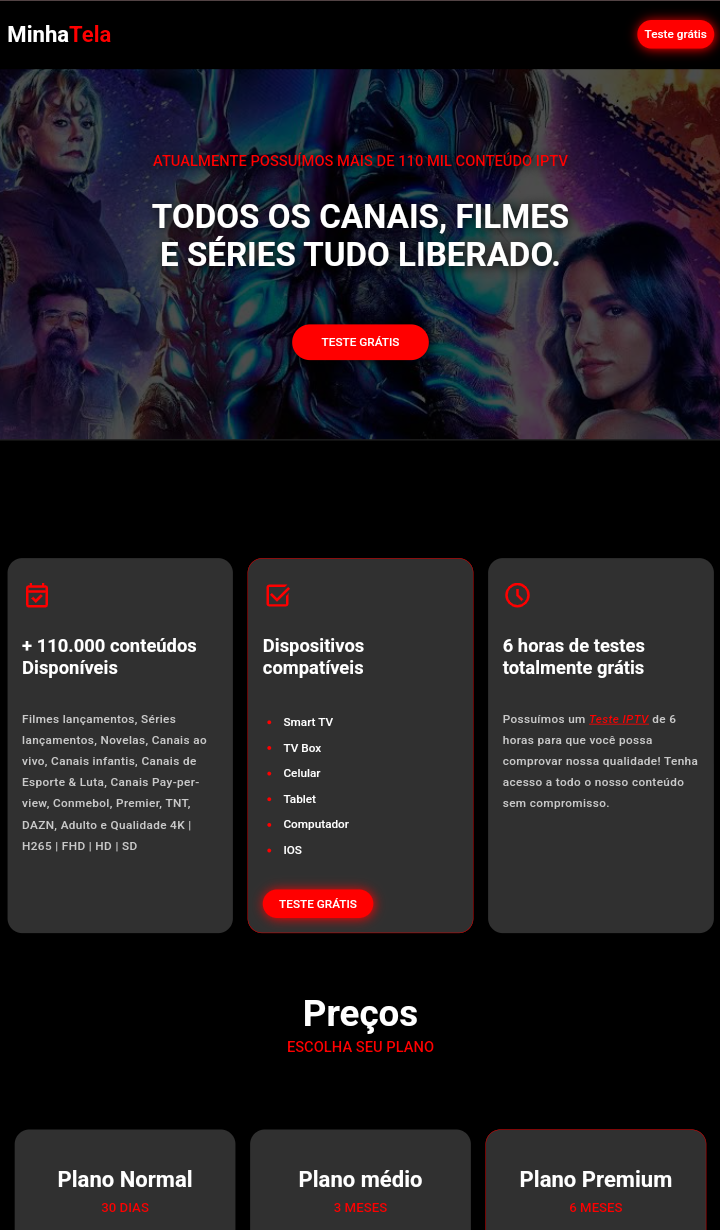 MinhaTela
Teste grátis
ATUALMENTE POSSUIMOS MAIS DE 110 MIL CONTEÚDO IPTV
TODOS OS CANAIS, FILMES
E SÉRIES TUDO LIBERADO.
TESTE GRÁTIS
+ 110.000 conteúdos
Disponíveis
Filmes lançamentos, Séries
lançamentos, Novelas, Canais ao
vivo, Canais infantis, Canais de
Esporte & Luta, Canais Pay-per-
view, Conmebol, Premier, TNT,
DAZN, Adulto e Qualidade 4K |
H265 | FHD | HD | SD
Dispositivos
compatíveis
Smart TV
TV Box
Celular
Tablet
Computador
IOS
TESTE GRÁTIS
6 horas de testes
totalmente grátis
Possuímos um Teste IPTV de 6
horas para que você possa
comprovar nossa qualidade! Tenha
acesso a todo o nosso conteúdo
sem compromisso.
Preços
ESCOLHA SEU PLANO
Plano Normal
30 DIAS
Plano médio
3 MESES
Plano Premium
6 MESES